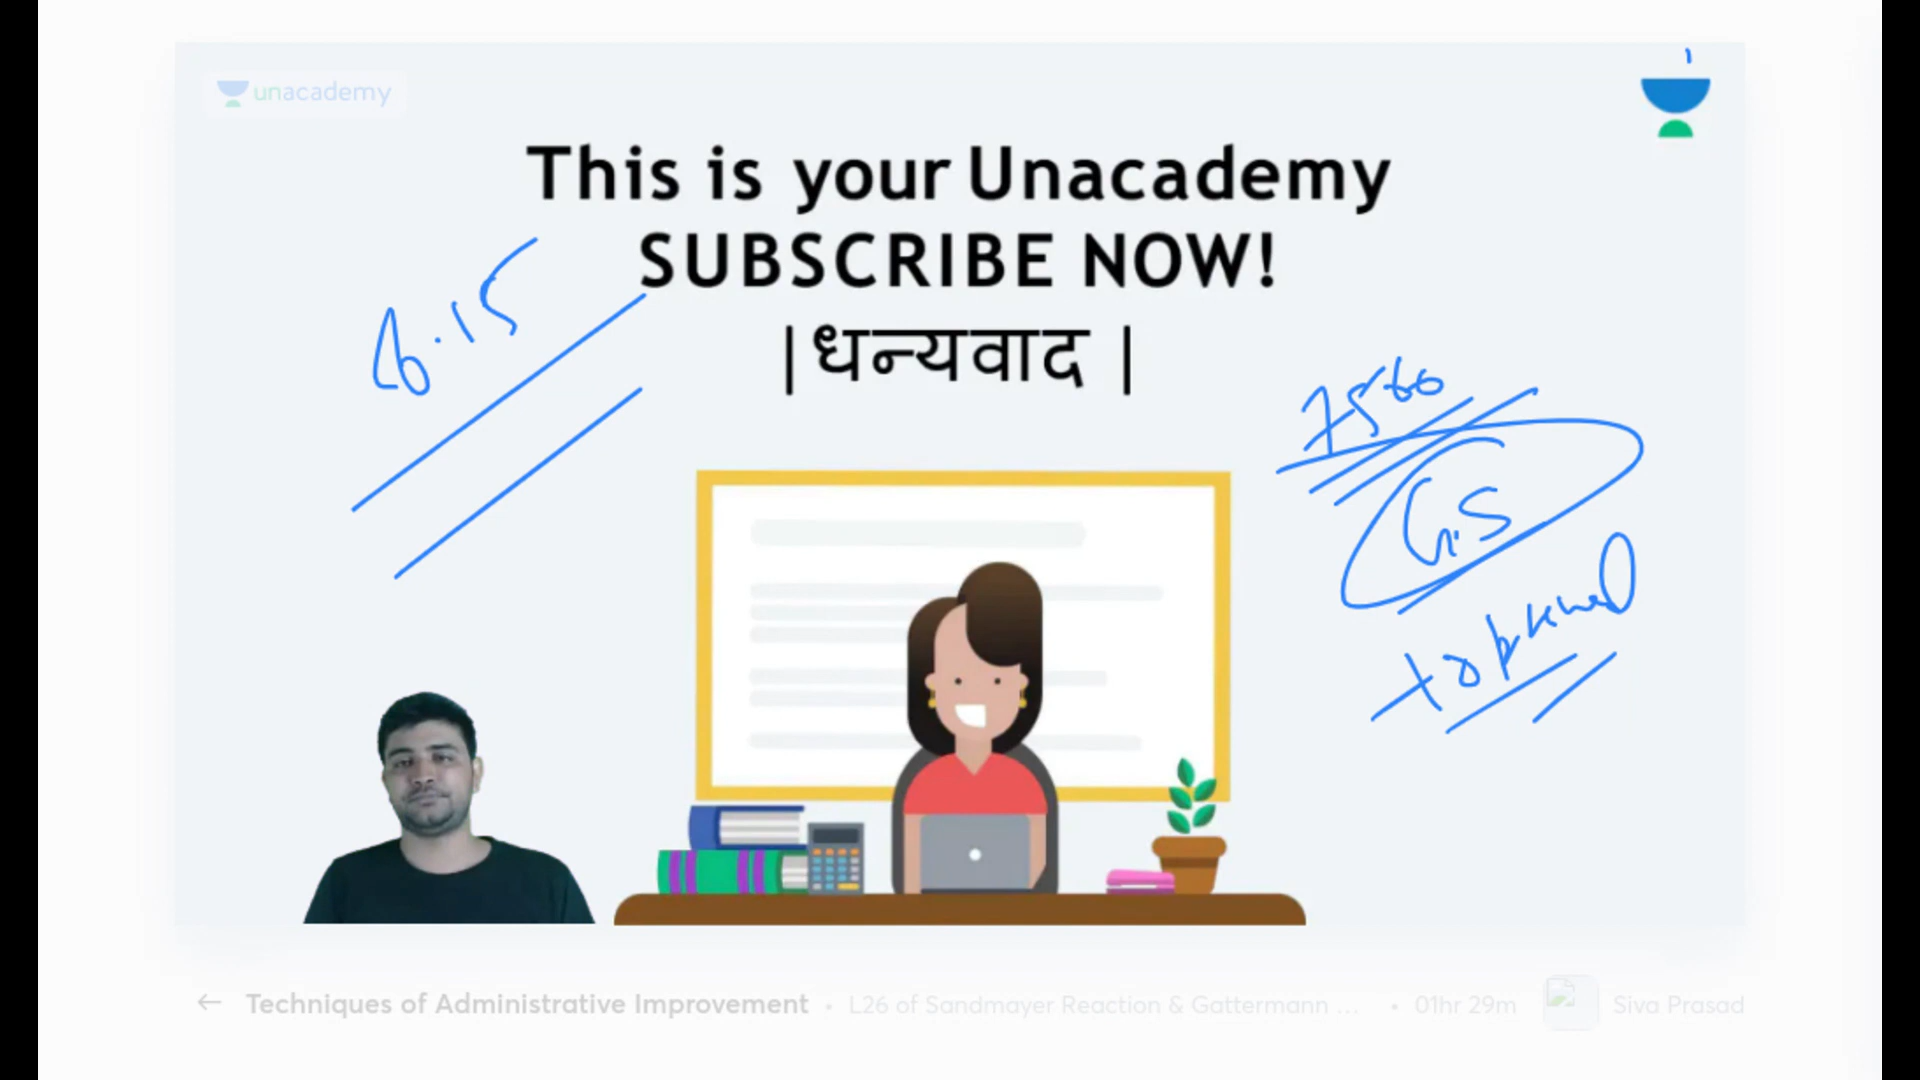 unacademy
This is your Unacademy
SUBSCRIBE NOW!
|धन्यवाद |
8.15
G.S
← Techniques of Administrative Improvement • L26 of Sandmayer Reaction & Gattermann ... • 01hr 29m Siva Prasad